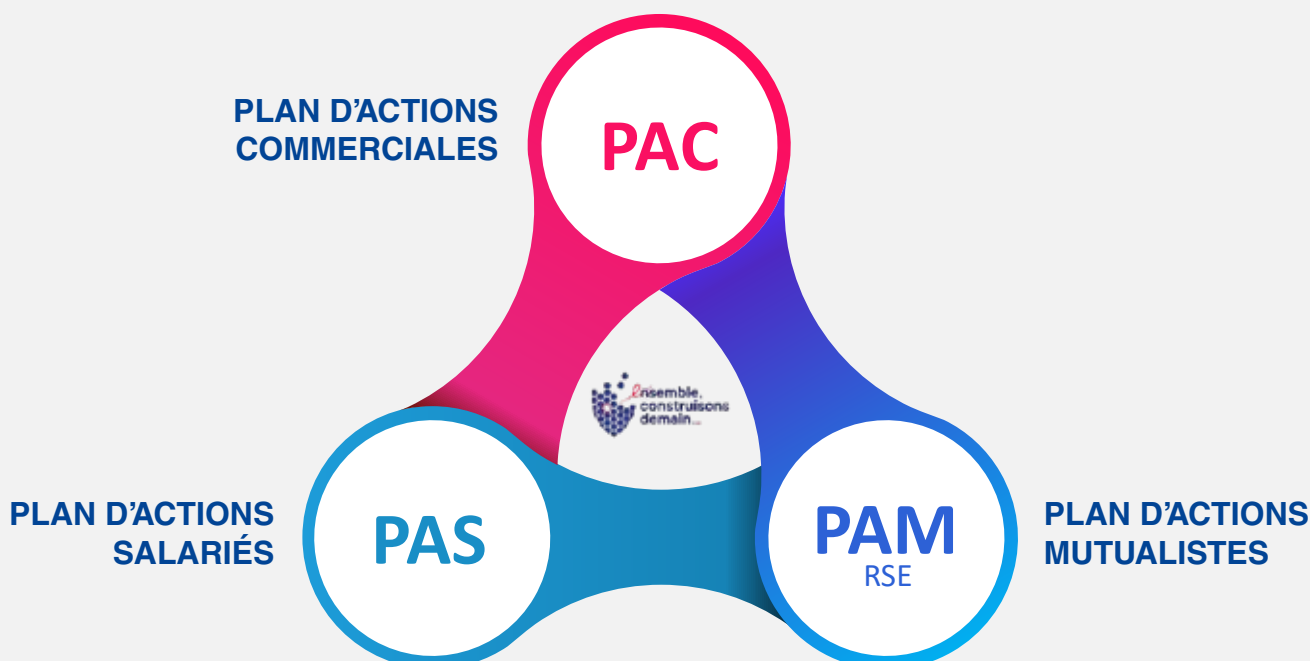 PLAN D’ACTIONS
COMMERCIALES
PAC
ensemble,
construisons
demain...
PLAN D’ACTIONS
SALARIÉS
PAS
PAM
RSE
PLAN D’ACTIONS
MUTUALISTES